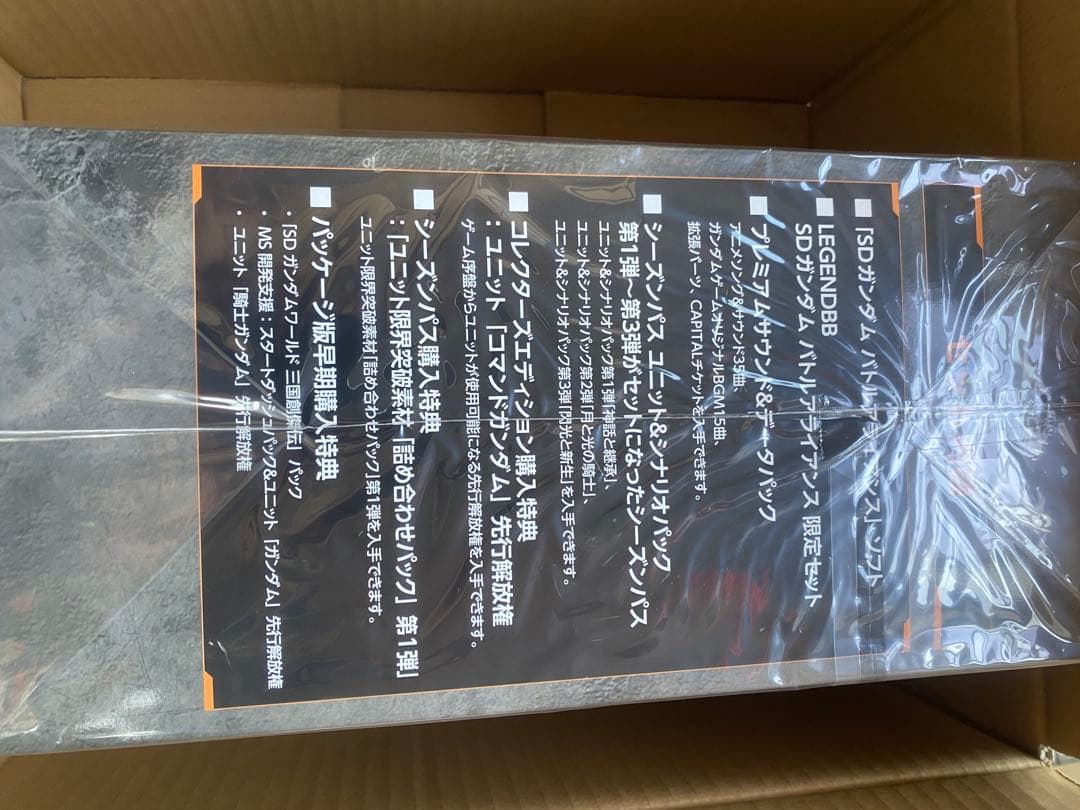 ■「SDガンダム バトルアライアンス」ソフト
■LEGENDBB
SDガンダム バトルアライアンス 限定セット
■プレミアムサウンド&データパック
アニメソング&サウンド35曲、
ガンダムゲームオリジナルBGM15曲、
拡張パーツ、CAPITALチケットを入手できます。
■シーズンパス ユニット&シナリオパック
第1弾～第3弾がセットになったシーズンパス
ユニット&シナリオパック第1弾「神話と継承」、
ユニット&シナリオパック第2弾「月と光の騎士」、
ユニット&シナリオパック第3弾「閃光と新生」を入手できます。
■コレクターズエディション購入特典
：ユニット「コマンドガンダム」先行解放権
ゲーム序盤からユニットが使用可能になる先行解放権を入手できます。
■シーズンパス購入特典
：「ユニット限界突破素材「詰め合わせパック」第1弾」
ユニット限界突破素材「詰め合わせパック」第1弾を入手できます。
■パッケージ版早期購入特典
・「SDガンダムワールド 三国創傑伝」パック
・MS開発支援：スタートダッシュパック&ユニット「ガンダム」先行解放権
・ユニット「騎士ガンダム」先行解放権